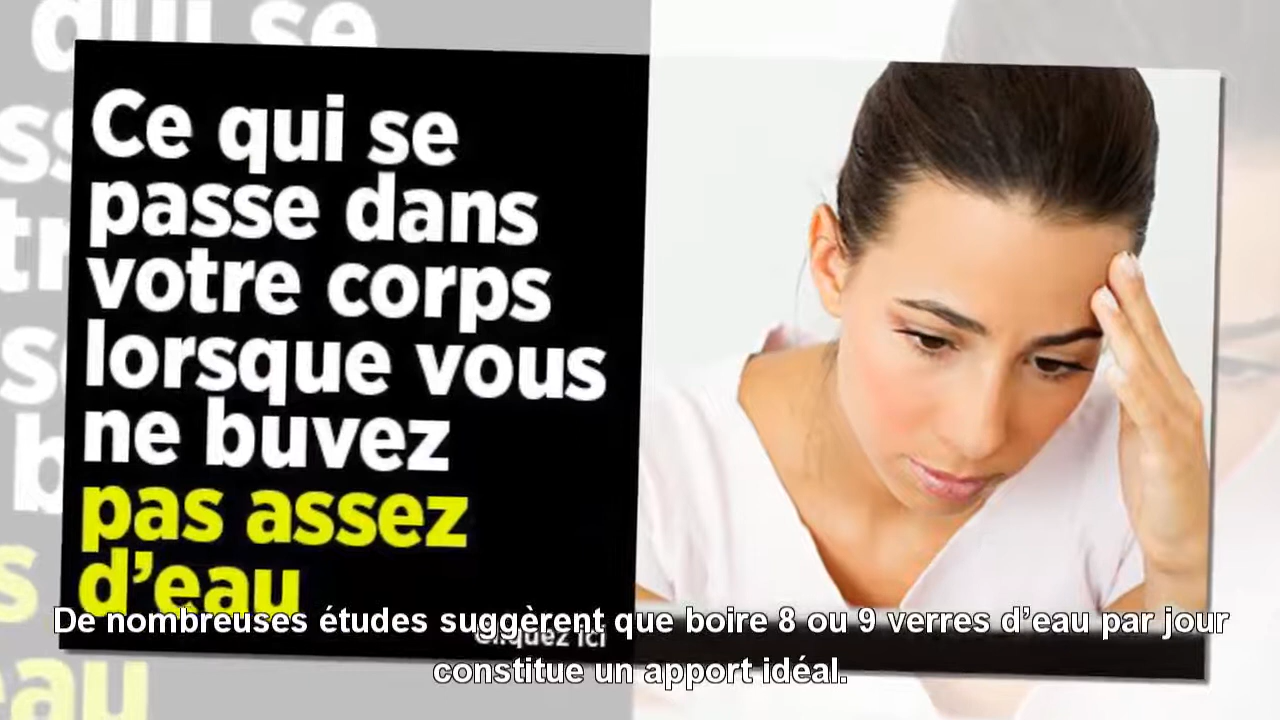 Ce qui se
passe dans
votre corps
lorsque vous
ne buvez
pas assez
d'eau
Cliquez ici
De nombreuses études suggèrent que boire 8 ou 9 verres d'eau par jour
constitue un apport idéal.